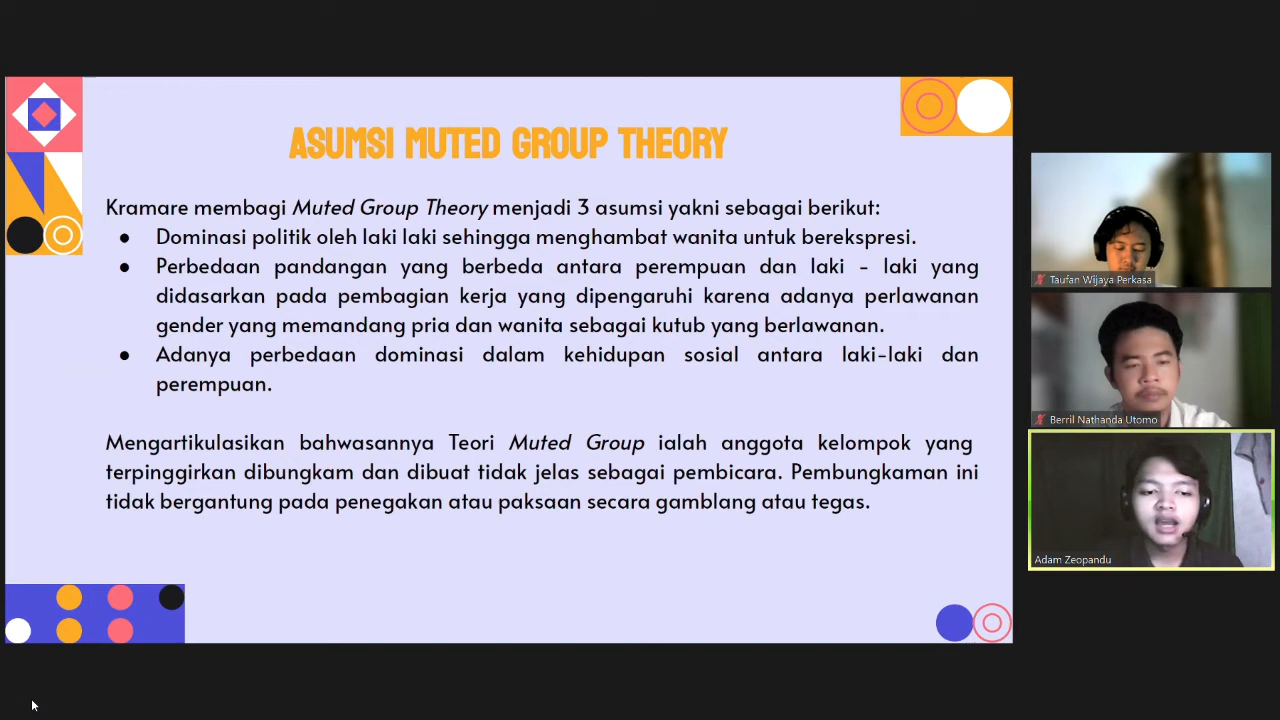 ASUMSI MUTED GROUP THEORY
Kramare membagi Muted Group Theory menjadi 3 asumsi yakni sebagai berikut:
● Dominasi politik oleh laki laki sehingga menghambat wanita untuk berekspresi.
● Perbedaan pandangan yang berbeda antara perempuan dan laki - laki yang
didasarkan pada pembagian kerja yang dipengaruhi karena adanya perlawanan
gender yang memandang pria dan wanita sebagai kutub yang berlawanan.
● Adanya perbedaan dominasi dalam kehidupan sosial antara laki-laki dan
perempuan.
Mengartikulasikan bahwasannya Teori Muted Group ialah anggota kelompok yang
terpinggirkan dibungkam dan dibuat tidak jelas sebagai pembicara. Pembungkaman ini
tidak bergantung pada penegakan atau paksaan secara gamblang atau tegas.
Taufan Wijaya Perkasa
Berril Nathanda Utomo
Adam Zeopandu